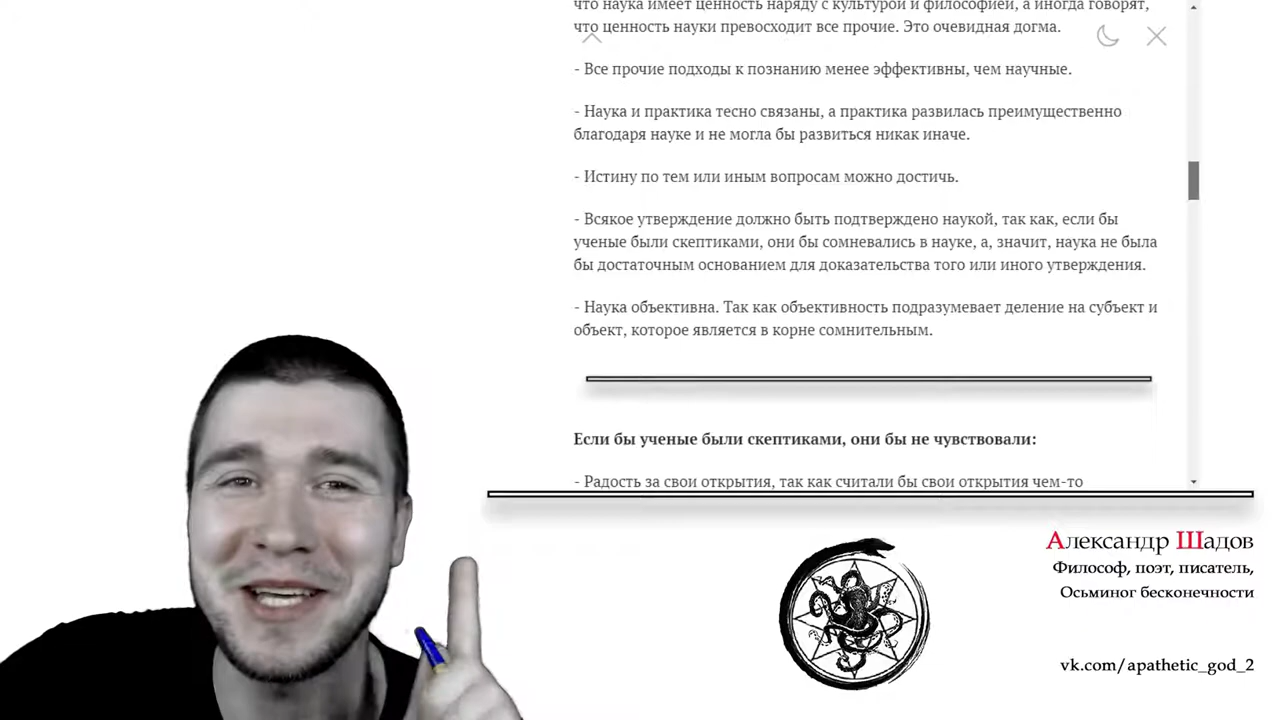 что наука имеет ценность наряду с культурой и философией, а иногда говорят,
что ценность науки превосходит все прочие. Это очевидная догма.
- Все прочие подходы к познанию менее эффективны, чем научные.
- Наука и практика тесно связаны, а практика развилась преимущественно
благодаря науке и не могла бы развиться никак иначе.
- Истину по тем или иным вопросам можно достичь.
- Всякое утверждение должно быть подтверждено наукой, так как, если бы
ученые были скептиками, они бы сомневались в науке, а, значит, наука не была
бы достаточным основанием для доказательства того или иного утверждения.
- Наука объективна. Так как объективность подразумевает деление на субъект и
объект, которое является в корне сомнительным.
Если бы ученые были скептиками, они бы не чувствовали:
- Радость за свои открытия, так как считали бы свои открытия чем-то
Александр Шадов
Философ, поэт, писатель,
Осьминог бесконечности
vk.com/apathetic_god_2